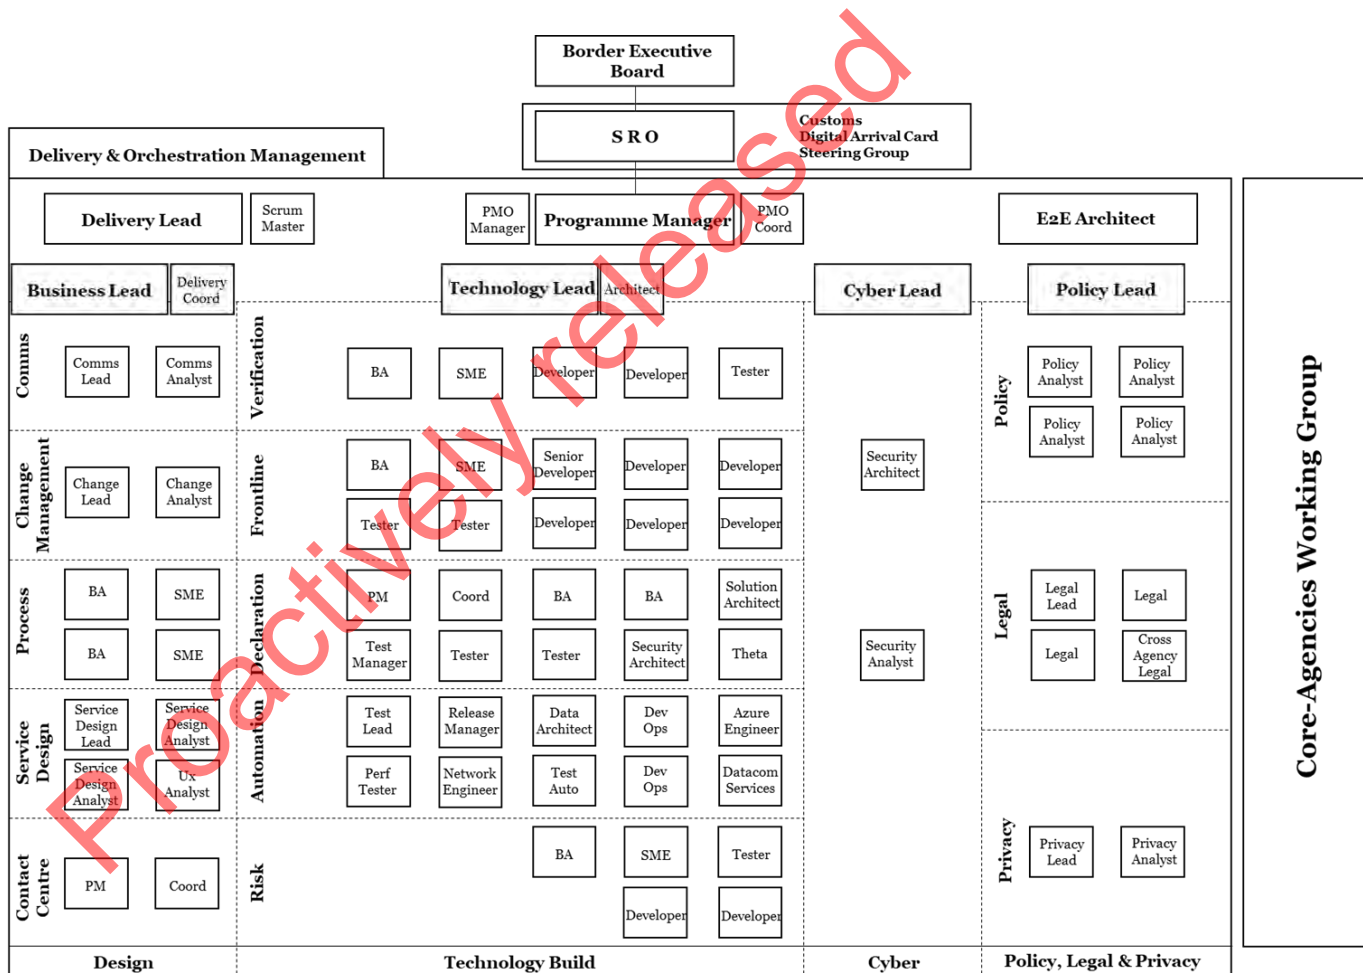 Border Executive
Board
S R O
Customs
Digital Arrival Card
Steering Group
Delivery & Orchestration Management
Delivery Lead
Scrum
Master
PMO
Manager
Programme Manager
PMO
Coord
E2E Architect
Business Lead
Delivery
Coord
Technology Lead
Architect
Cyber Lead
Policy Lead
Comms
Comms
Lead
Comms
Analyst
Change
Management
Change
Lead
Change
Analyst
Process
BA
SME
BA
SME
Service
Design
Service
Design
Lead
Service
Design
Analyst
Service
Design
Analyst
Ux
Analyst
Contact
Centre
PM
Coord
Verification
BA
SME
Developer
Developer
Tester
Frontline
BA
SME
Senior
Developer
Developer
Developer
Tester
Tester
Developer
Developer
Developer
Declaration
PM
Coord
BA
BA
Solution
Architect
Test
Manager
Tester
Tester
Security
Architect
Theta
Automation
Test
Lead
Release
Manager
Data
Architect
Dev
Ops
Azure
Engineer
Perf
Tester
Network
Engineer
Test
Auto
Dev
Ops
Datacom
Services
Risk
BA
SME
Tester
Developer
Developer
Security
Architect
Security
Analyst
Policy
Policy
Analyst
Policy
Analyst
Policy
Analyst
Policy
Analyst
Legal
Legal
Lead
Legal
Legal
Cross
Agency
Legal
Privacy
Privacy
Lead
Privacy
Analyst
Design
Technology Build
Cyber
Policy, Legal & Privacy
Core-Agencies Working Group
Proactively released